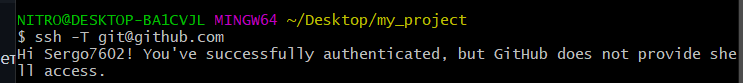 NITRO@DESKTOP-BA1CVJL MINGW64 ~/Desktop/my_project
$ ssh -T git@github.com
Hi Sergo7602! You've successfully authenticated, but GitHub does not provide she
ll access.
ет